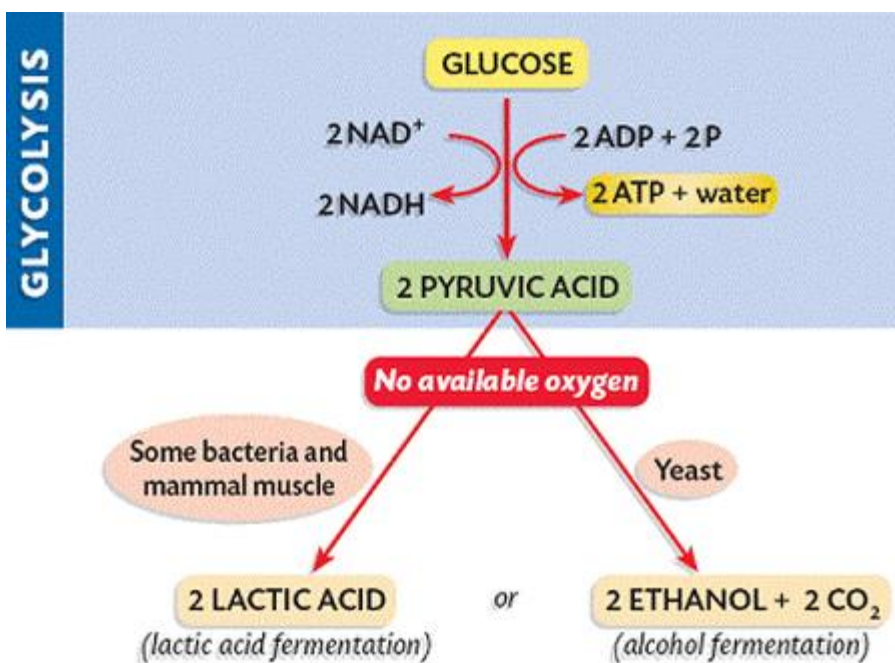 GLYCOLYSIS
GLUCOSE
2 NAD⁺
2 ADP + 2P
2 NADH
2 ATP + water
2 PYRUVIC ACID
No available oxygen
Some bacteria and
mammal muscle
Yeast
2 LACTIC ACID
or
2 ETHANOL + 2 CO₂
(lactic acid fermentation)
(alcohol fermentation)